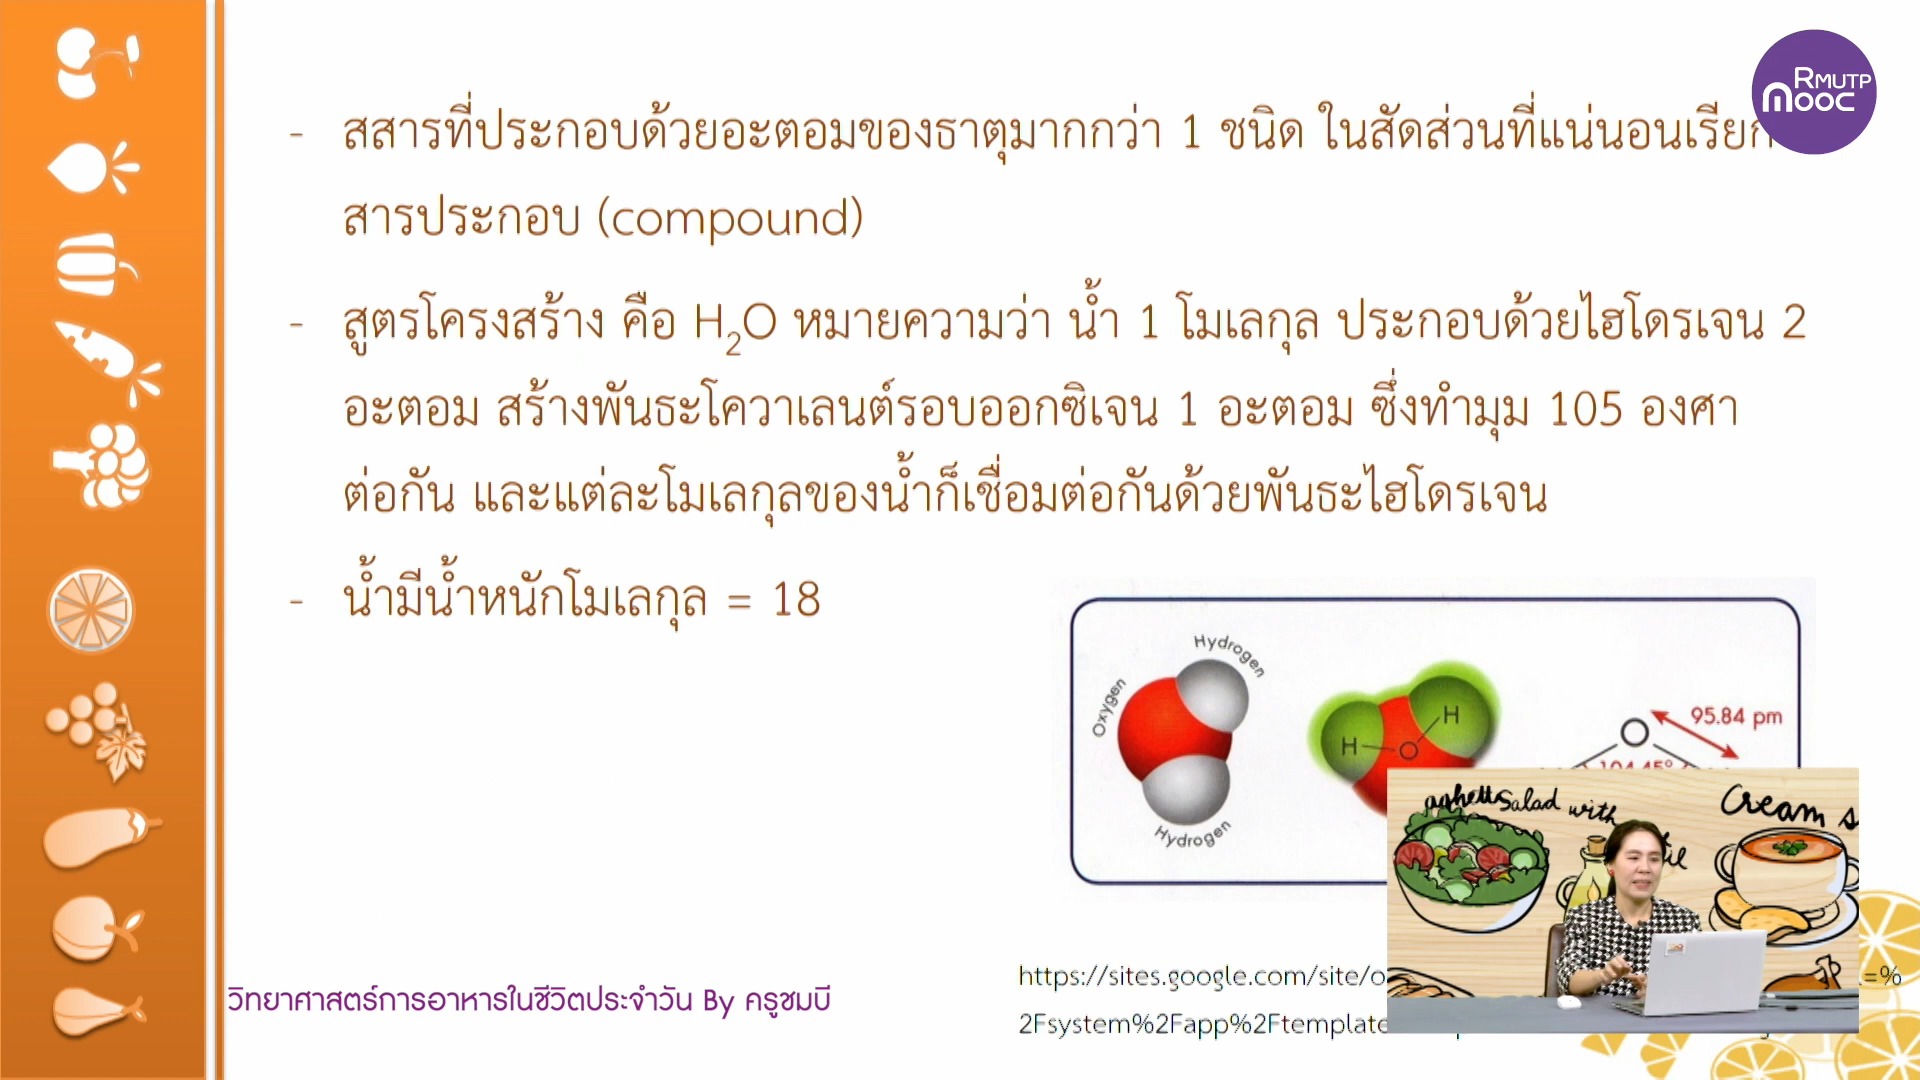 RMUTP
MOOC
- สสารที่ประกอบด้วยอะตอมของธาตุมากกว่า 1 ชนิด ในสัดส่วนที่แน่นอนเรียก
สารประกอบ (compound)
- สูตรโครงสร้าง คือ H₂O หมายความว่า น้ำ 1 โมเลกุล ประกอบด้วยไฮโดรเจน 2
อะตอม สร้างพันธะโควาเลนต์รอบออกซิเจน 1 อะตอม ซึ่งทำมุม 105 องศา
ต่อกัน และแต่ละโมเลกุลของน้ำก็เชื่อมต่อกันด้วยพันธะไฮโดรเจน
- น้ำมีน้ำหนักโมเลกุล = 18
Hydrogen
Oxygen
Hydrogen
H
H
O
O
95.84 pm
104.45°
Salad with
Cream s
https://sites.google.com/site/o
=%
2Fsystem%2Fapp%2Ftemplate
วิทยาศาสตร์การอาหารในชีวิตประจำวัน By ครูชมบี